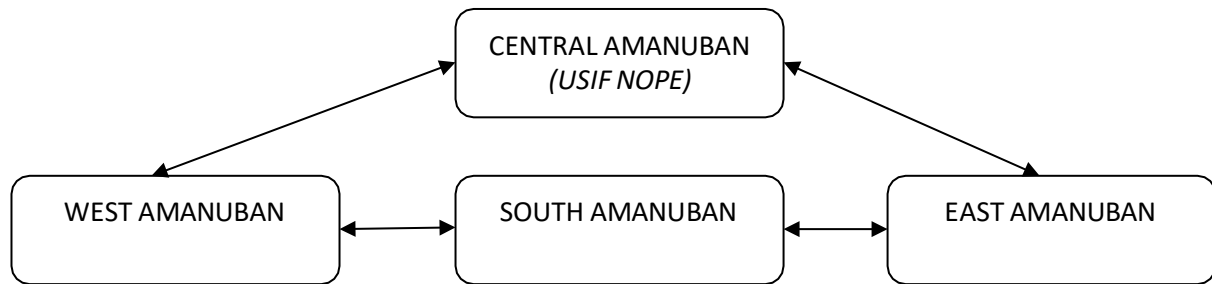 CENTRAL AMANUBAN
(USIF NOPE)
WEST AMANUBAN
SOUTH AMANUBAN
EAST AMANUBAN